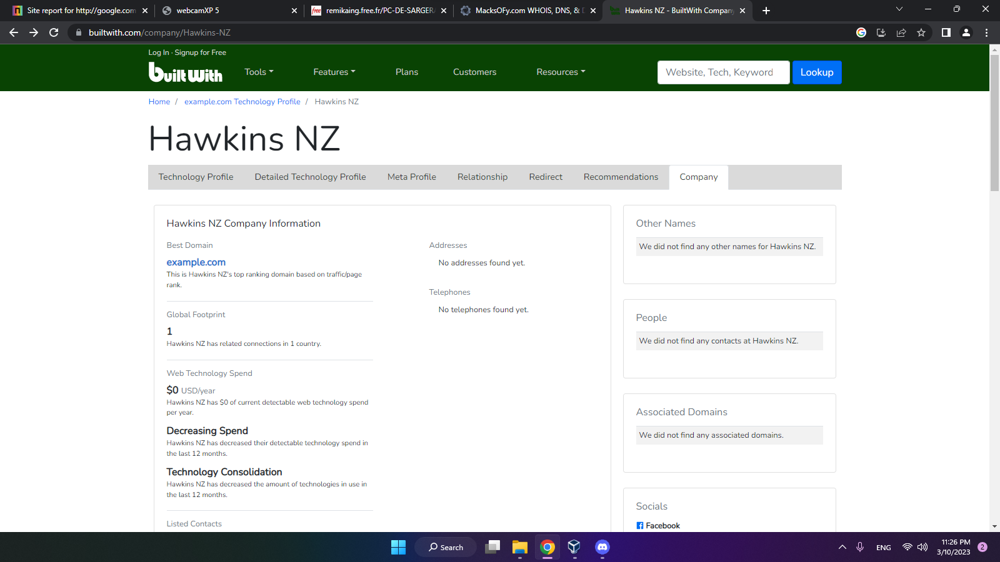 Site report for http://google.com
webcamXP 5
free remikaing.free.fr/PC-DE-SARGER
MacksOFy.com WHOIS, DNS, &
Hawkins NZ - BuiltWith Company
builtwith.com/company/Hawkins-NZ
Log In · Signup for Free
built with
Tools
Features
Plans
Customers
Resources
Website, Tech, Keyword
Lookup
Home / example.com Technology Profile / Hawkins NZ
Hawkins NZ
Technology Profile
Detailed Technology Profile
Meta Profile
Relationship
Redirect
Recommendations
Company
Hawkins NZ Company Information
Best Domain
example.com
This is Hawkins NZ's top ranking domain based on traffic/page
rank.
Global Footprint
1
Hawkins NZ has related connections in 1 country.
Web Technology Spend
$0 USD/year
Hawkins NZ has $0 of current detectable web technology spend
per year.
Decreasing Spend
Hawkins NZ has decreased their detectable technology spend in
the last 12 months.
Technology Consolidation
Hawkins NZ has decreased the amount of technologies in use in
the last 12 months.
Listed Contacts
Addresses
No addresses found yet.
Telephones
No telephones found yet.
Other Names
We did not find any other names for Hawkins NZ.
People
We did not find any contacts at Hawkins NZ.
Associated Domains
We did not find any associated domains.
Socials
Facebook
Search
ENG
11:26 PM
3/10/2023
2